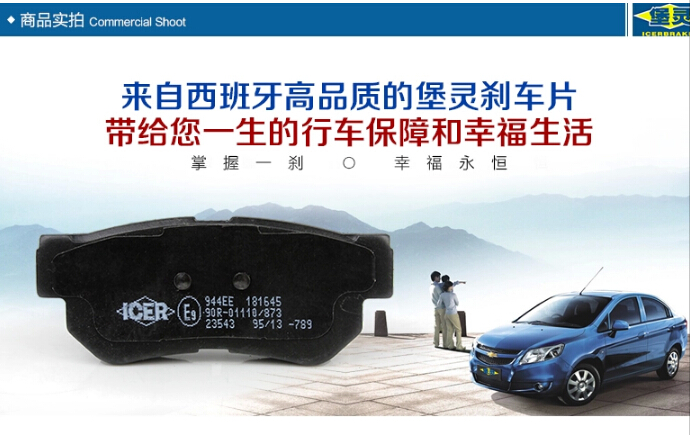 商品实拍 Commercial Shoot
堡灵
ICERBRAKE
来自西班牙高品质的堡灵刹车片
带给您一生的行车保障和幸福生活
掌握一刹 ○ 幸福永恒
ICER E9 944EE 181645
90R-01110/873
23543 95/13 -789